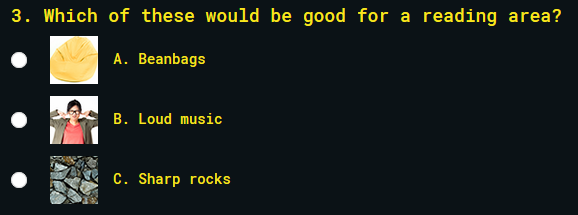 3. Which of these would be good for a reading area?
A. Beanbags
B. Loud music
C. Sharp rocks